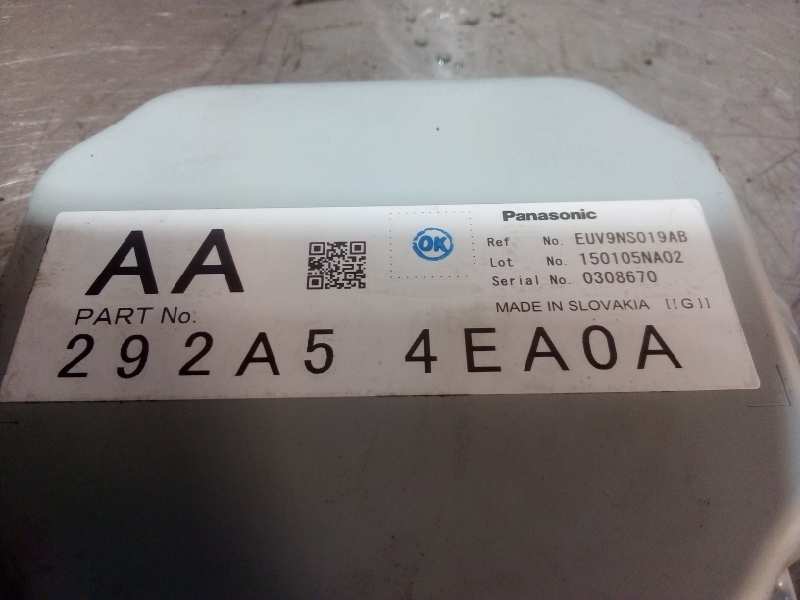 AA
OK
Panasonic
Ref No. EUV9NS019AB
Lot No. 150105NA02
Serial No. 0308670
MADE IN SLOVAKIA [[G]]
PART No:
292A5 4EA0A